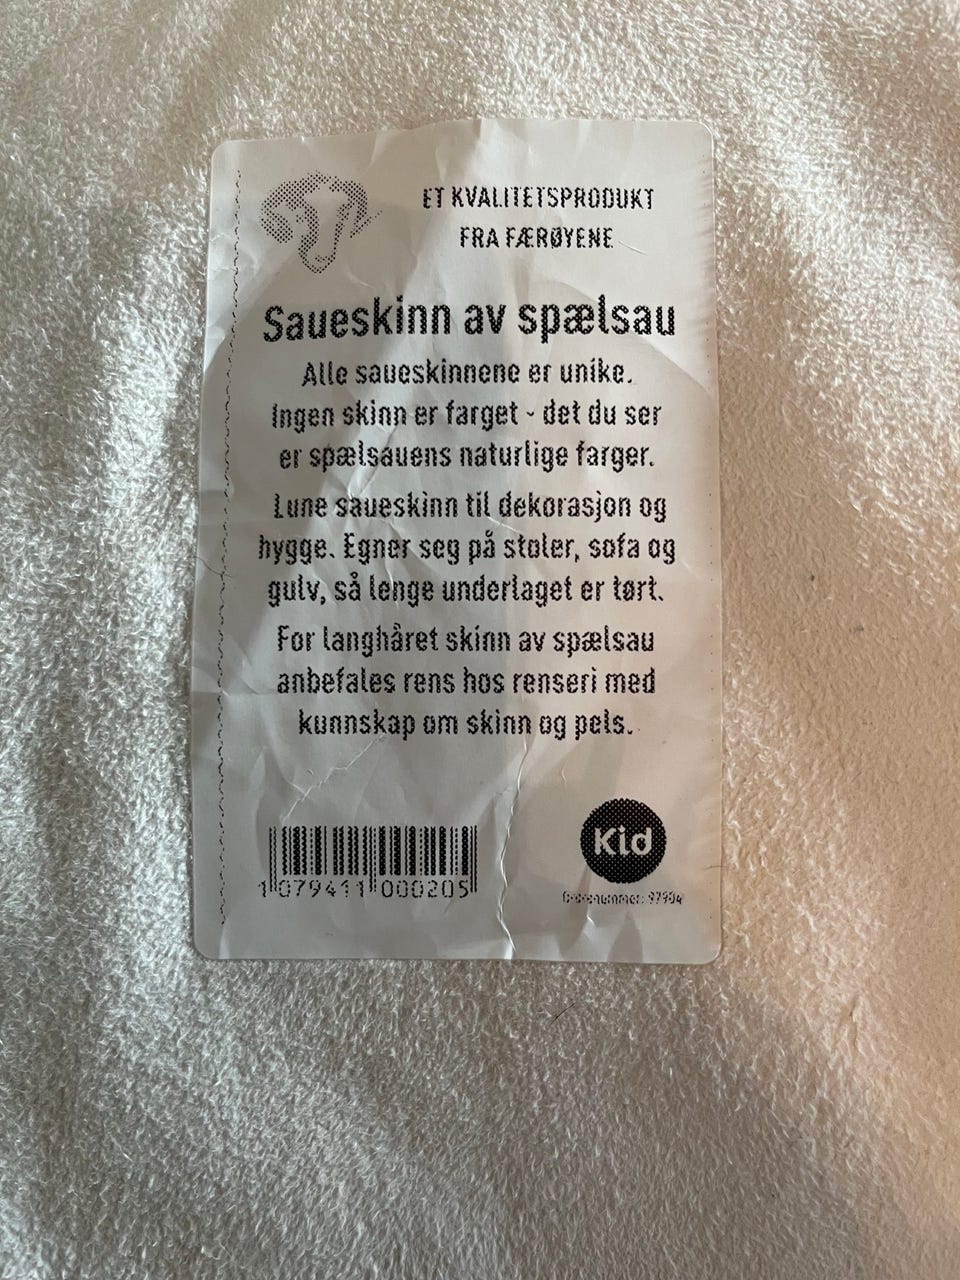 ET KVALITETSPRODUKT
FRA FÆRØYENE
Saueskinn av spælsau
Alle saueskinnene er unike.
Ingen skinn er farget - det du ser
er spælsauens naturlige farger.
Lune saueskinn til dekorasjon og
hygge. Egner seg på stoler, sofa og
gulv, så lenge underlaget er tørt.
For langhåret skinn av spælsau
anbefales rens hos renseri med
kunnskap om skinn og pels.
Kid
1 079411 000205
97904